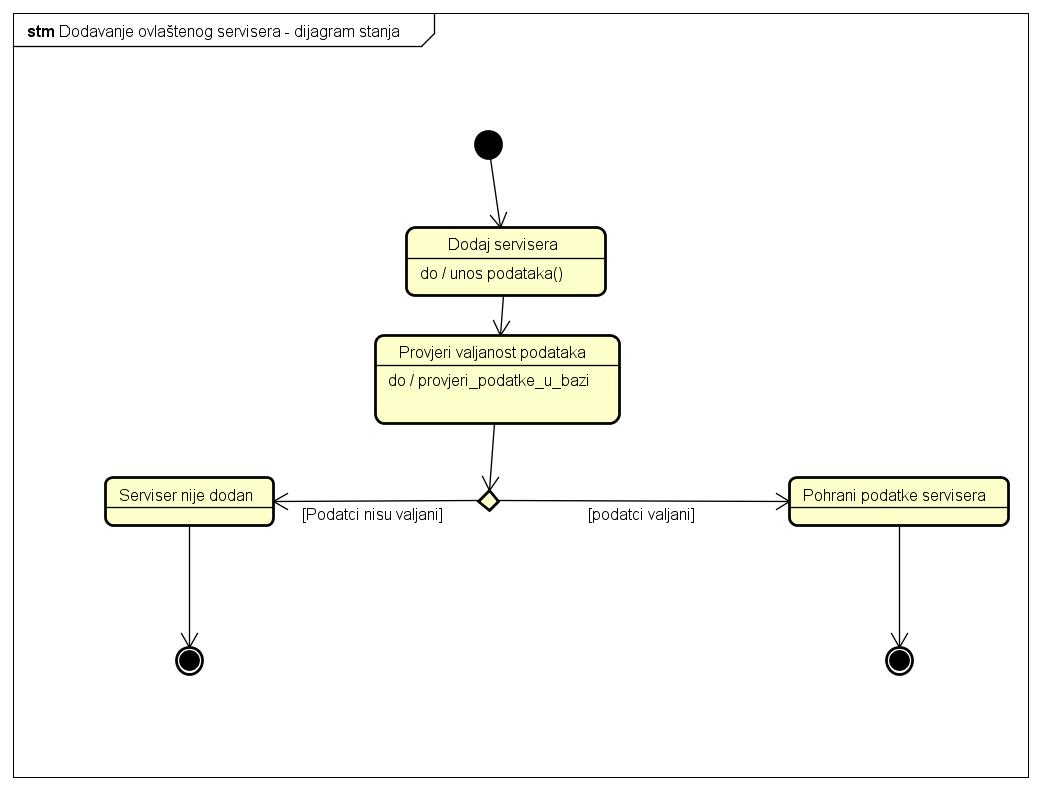 stm Dodavanje ovlaštenog servisera - dijagram stanja
Dodaj servisera
do / unos podataka()
Provjeri valjanost podataka
do / provjeri_podatke_u_bazi
Serviser nije dodan
Pohrani podatke servisera
[Podatci nisu valjani]
[podatci valjani]